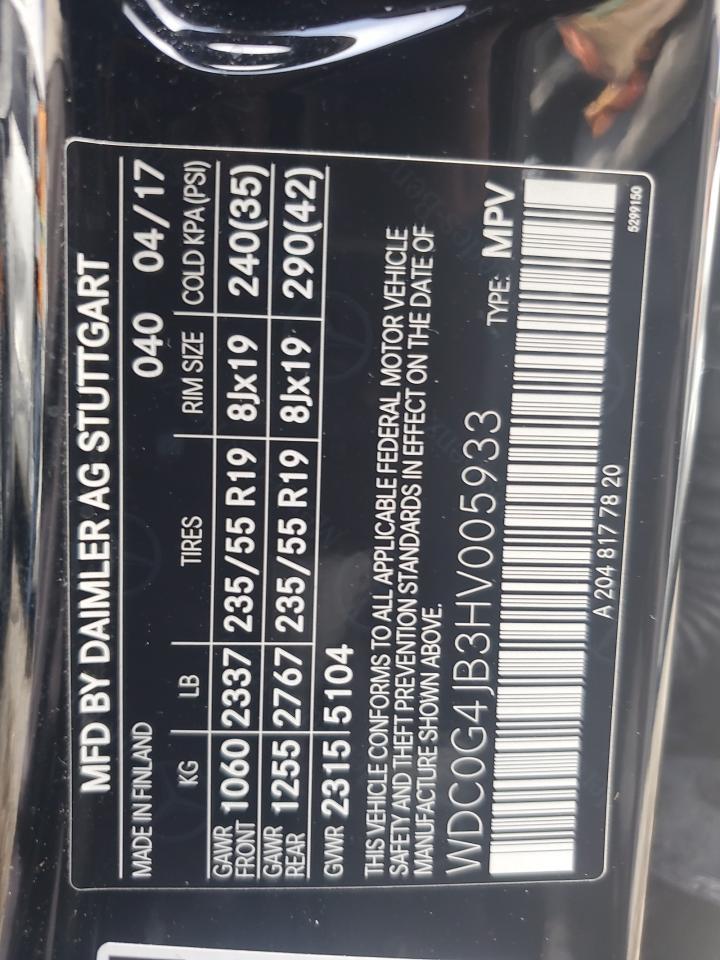 MFD BY DAIMLER AG STUTTGART
MADE IN FINLAND 040 04/17
KG LB TIRES RIM SIZE COLD KPA (PSI)
GAWR FRONT 1060 2337 235/55 R19 8Jx19 240(35)
GAWR REAR 1255 2767 235/55 R19 8Jx19 290(42)
GVWR 2315 5104
THIS VEHICLE CONFORMS TO ALL APPLICABLE FEDERAL MOTOR VEHICLE
SAFETY AND THEFT PREVENTION STANDARDS IN EFFECT ON THE DATE OF
MANUFACTURE SHOWN ABOVE.
WDC0G4JB3HV005933 TYPE: MPV
A 204 817 78 20
5299150